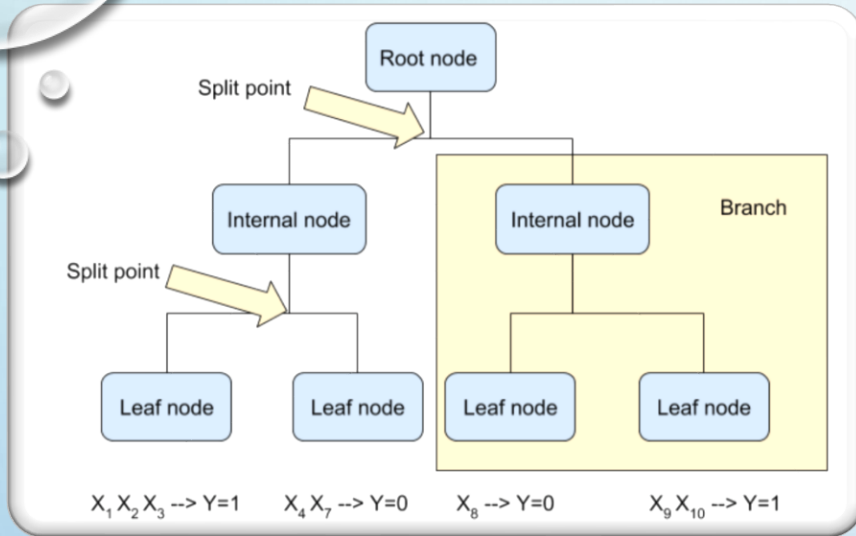 Root node
Split point
Internal node
Internal node
Branch
Split point
Leaf node
Leaf node
Leaf node
Leaf node
X₁ X₂ X₃ --> Y=1
X₄ X₇ --> Y=0
X₈ --> Y=0
X₉ X₁₀ --> Y=1